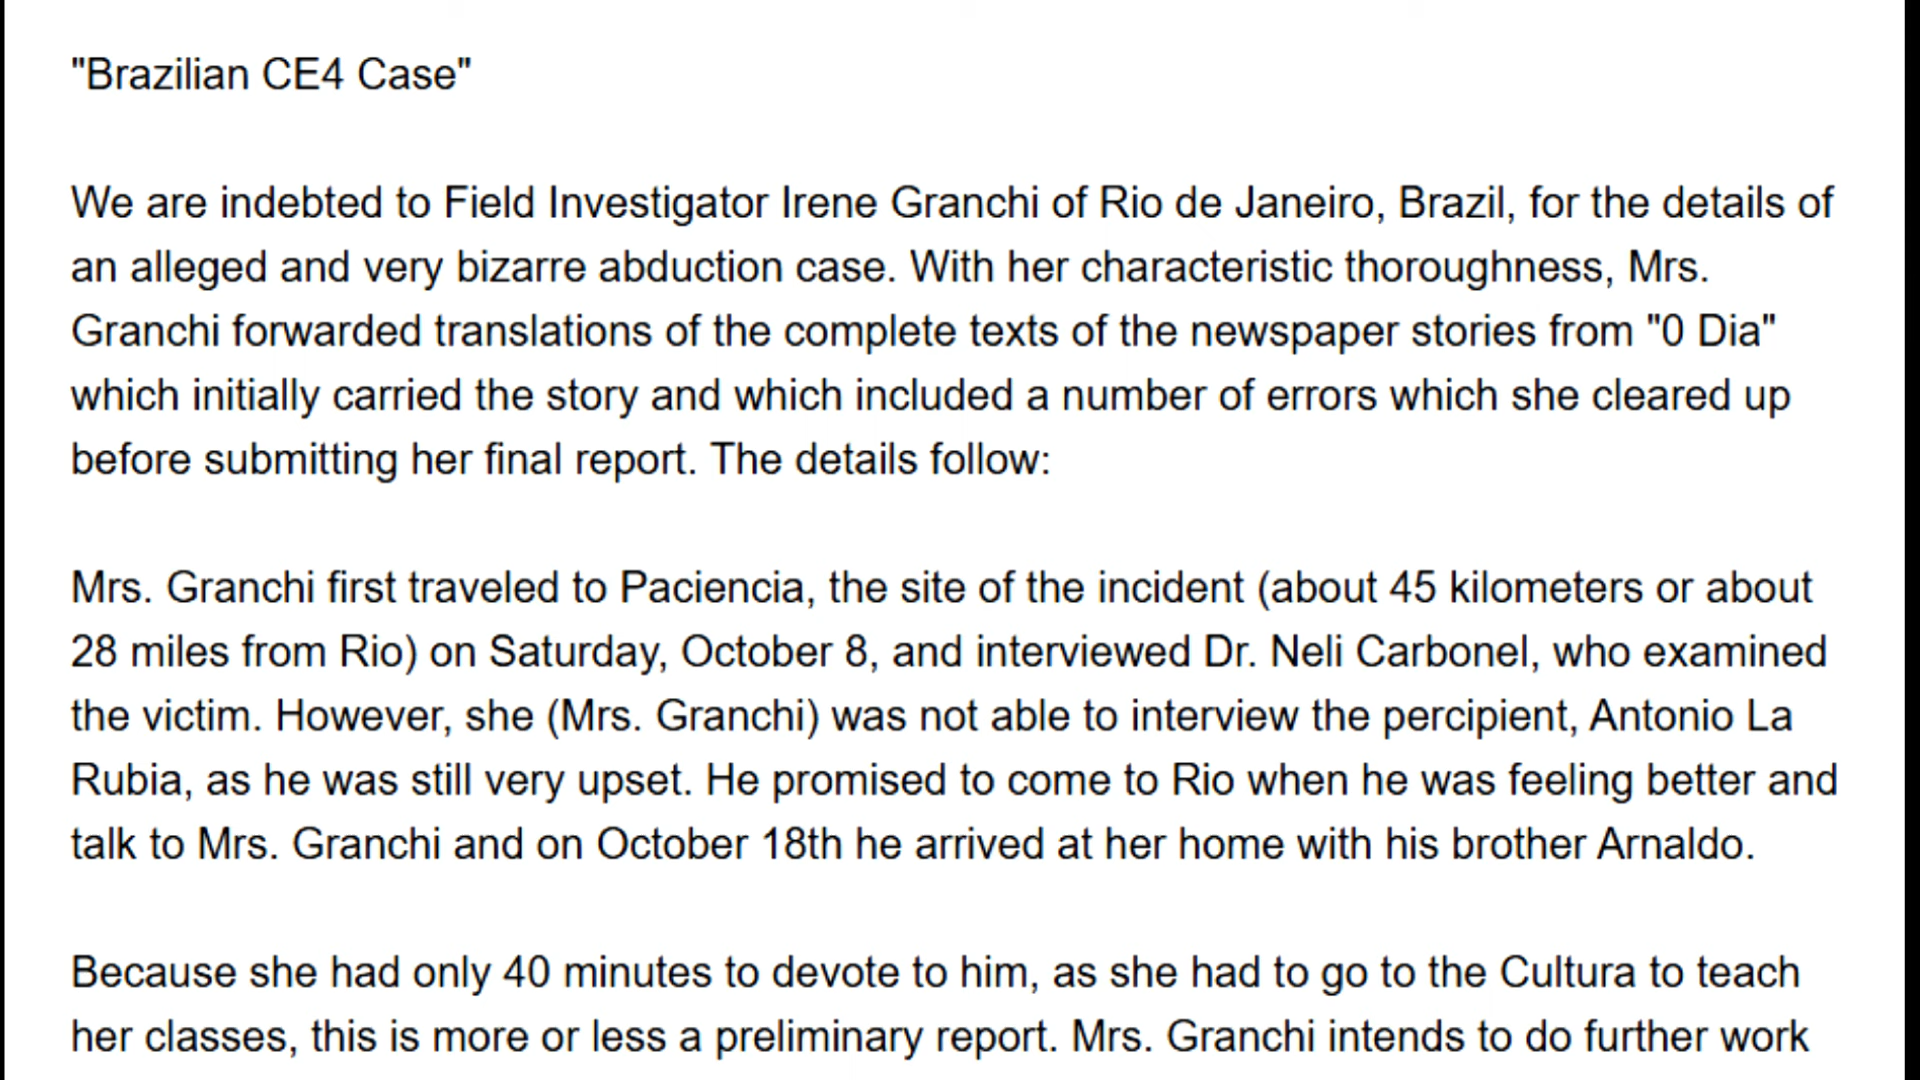 "Brazilian CE4 Case"
We are indebted to Field Investigator Irene Granchi of Rio de Janeiro, Brazil, for the details of
an alleged and very bizarre abduction case. With her characteristic thoroughness, Mrs.
Granchi forwarded translations of the complete texts of the newspaper stories from "0 Dia"
which initially carried the story and which included a number of errors which she cleared up
before submitting her final report. The details follow:
Mrs. Granchi first traveled to Paciencia, the site of the incident (about 45 kilometers or about
28 miles from Rio) on Saturday, October 8, and interviewed Dr. Neli Carbonel, who examined
the victim. However, she (Mrs. Granchi) was not able to interview the percipient, Antonio La
Rubia, as he was still very upset. He promised to come to Rio when he was feeling better and
talk to Mrs. Granchi and on October 18th he arrived at her home with his brother Arnaldo.
Because she had only 40 minutes to devote to him, as she had to go to the Cultura to teach
her classes, this is more or less a preliminary report. Mrs. Granchi intends to do further work